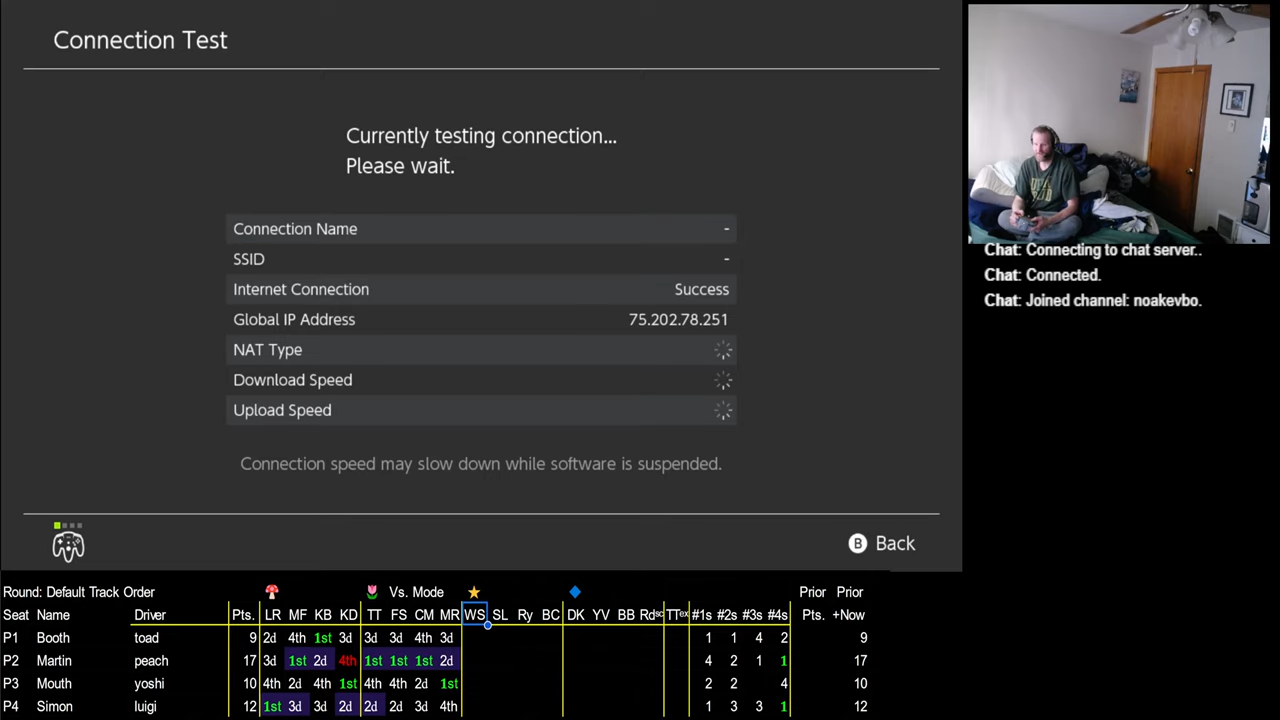 Connection Test
Currently testing connection...
Please wait.
Connection Name -
SSID -
Internet Connection Success
Global IP Address 75.202.78.251
NAT Type
Download Speed
Upload Speed
Connection speed may slow down while software is suspended.
B Back
Chat: Connecting to chat server..
Chat: Connected.
Chat: Joined channel: noakevbo.
Round: Default Track Order Vs. Mode Prior Prior
Seat Name Driver Pts. LR MF KB KD TT FS CM MR WS SL Ry BC DK YV BB Rdsc TTex #1s #2s #3s #4s Pts. +Now
P1 Booth toad 9 2d 4th 1st 3d 3d 3d 4th 3d 1 1 4 2 9
P2 Martin peach 17 3d 1st 2d 4th 1st 1st 1st 2d 4 2 1 1 17
P3 Mouth yoshi 10 4th 2d 4th 1st 4th 4th 2d 1st 2 2 4 10
P4 Simon luigi 12 1st 3d 3d 2d 2d 2d 3d 4th 1 3 3 1 12